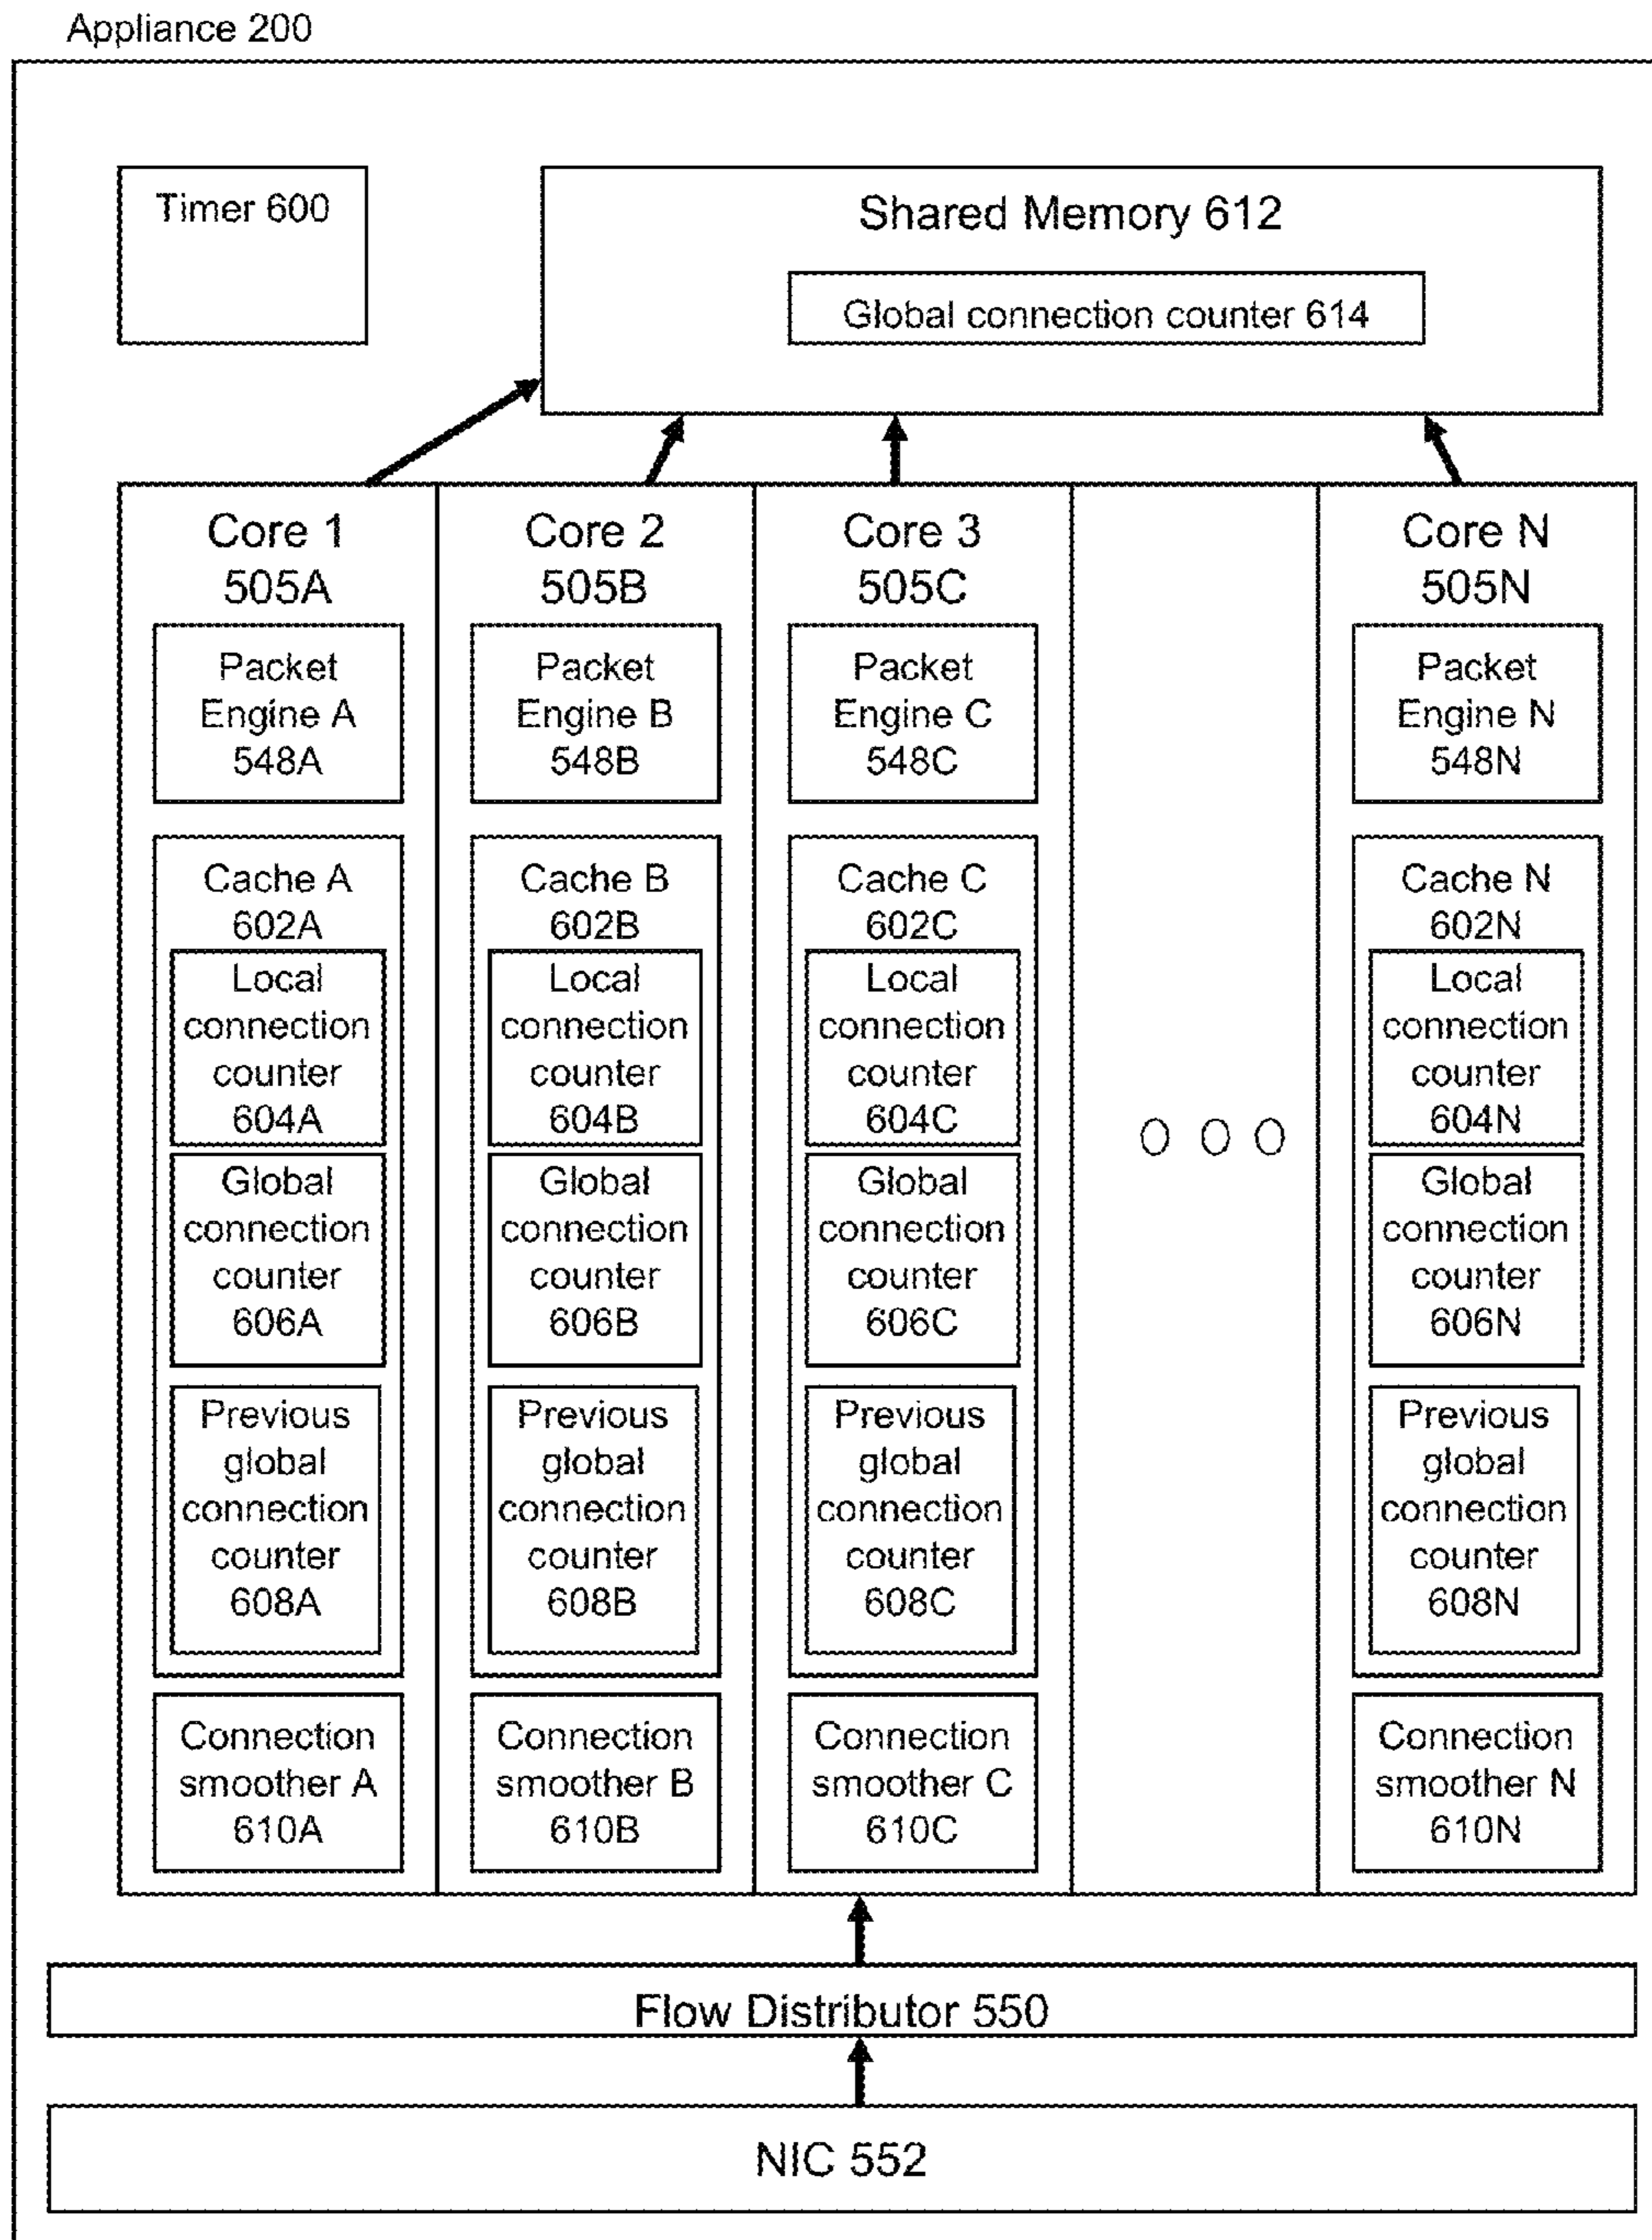 Appliance 200
Timer 600
Shared Memory 612
Global connection counter 614
Core 1
505A
Packet
Engine A
548A
Cache A
602A
Local
connection
counter
604A
Global
connection
counter
606A
Previous
global
connection
counter
608A
Connection
smoother A
610A
Core 2
505B
Packet
Engine B
548B
Cache B
602B
Local
connection
counter
604B
Global
connection
counter
606B
Previous
global
connection
counter
608B
Connection
smoother B
610B
Core 3
505C
Packet
Engine C
548C
Cache C
602C
Local
connection
counter
604C
Global
connection
counter
606C
Previous
global
connection
counter
608C
Connection
smoother C
610C
Core N
505N
Packet
Engine N
548N
Cache N
602N
Local
connection
counter
604N
Global
connection
counter
606N
Previous
global
connection
counter
608N
Connection
smoother N
610N
Flow Distributor 550
NIC 552